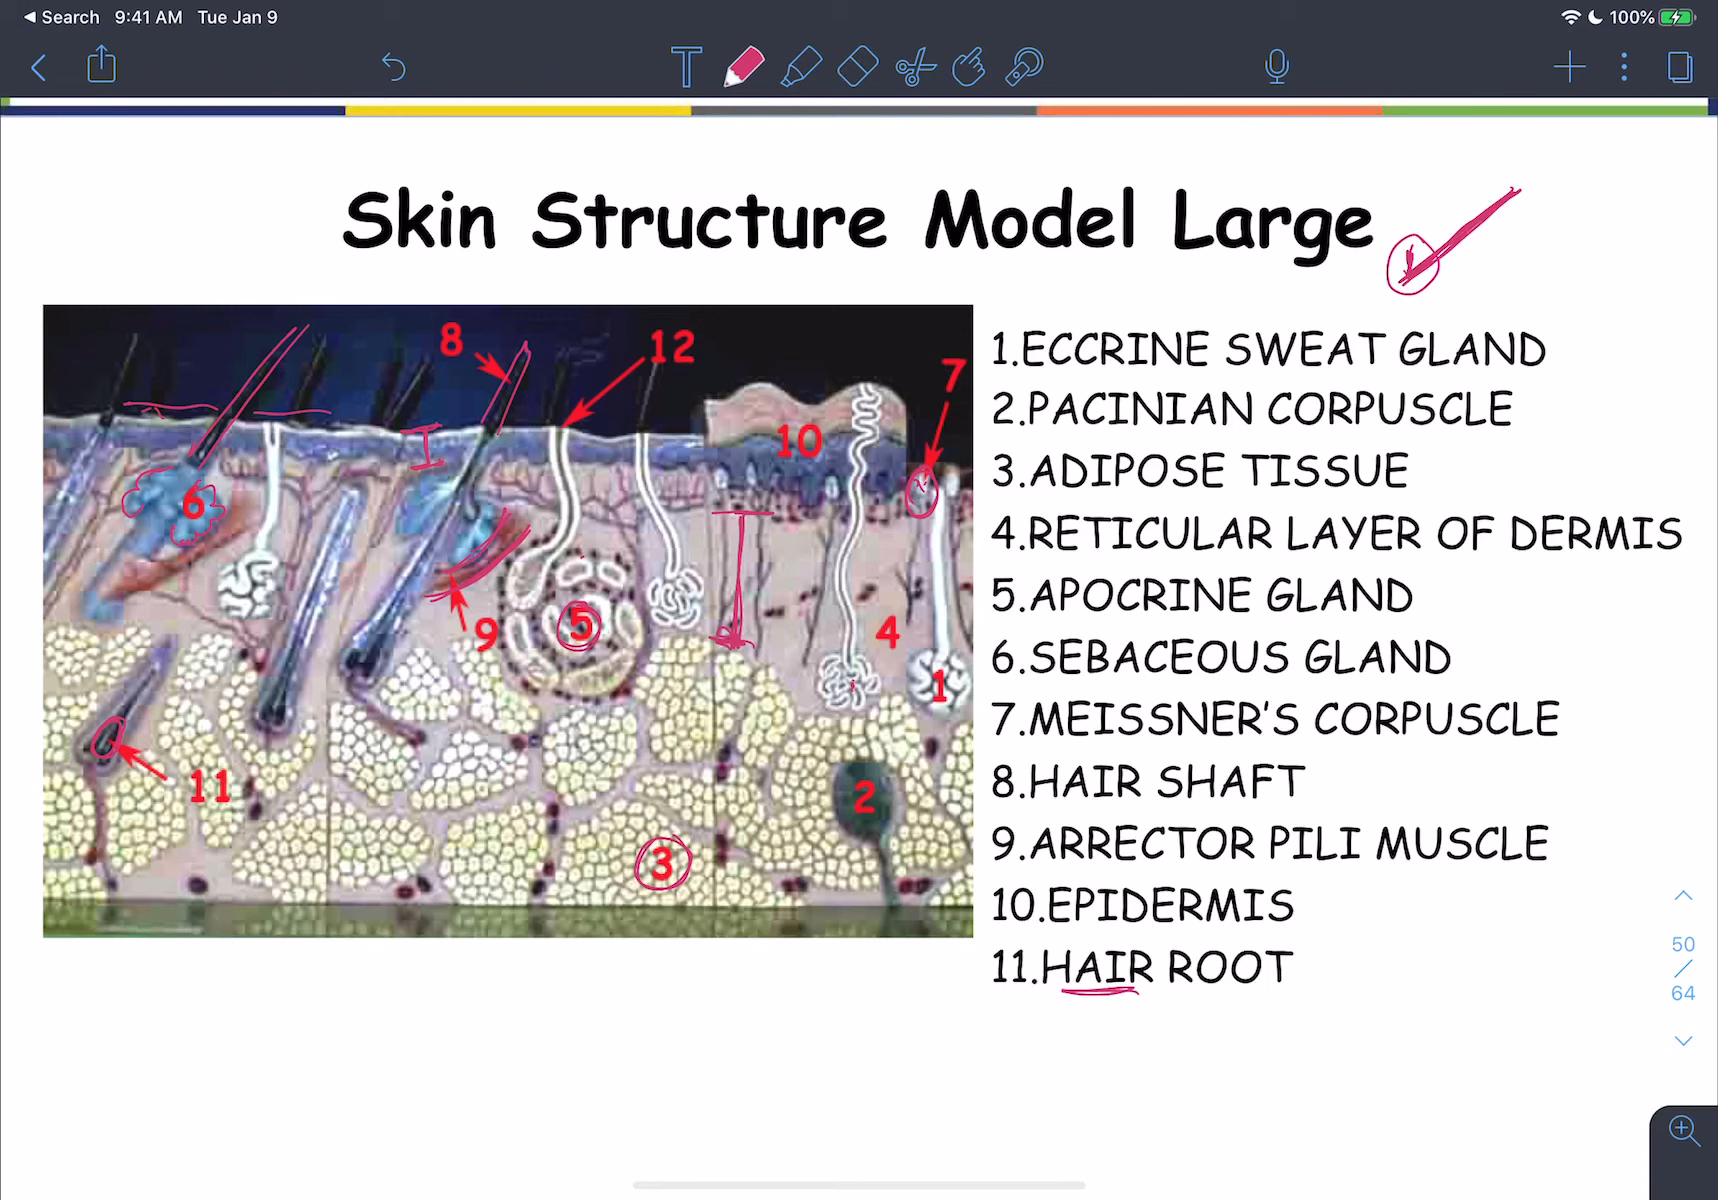 Search 9:41 AM Tue Jan 9
100%
T
Skin Structure Model Large
8
12
7
10
6
5
9
4
1
11
2
3
1.ECCRINE SWEAT GLAND
2.PACINIAN CORPUSCLE
3.ADIPOSE TISSUE
4.RETICULAR LAYER OF DERMIS
5.APOCRINE GLAND
6.SEBACEOUS GLAND
7.MEISSNER'S CORPUSCLE
8.HAIR SHAFT
9.ARRECTOR PILI MUSCLE
10.EPIDERMIS
11.HAIR ROOT
50
/
64